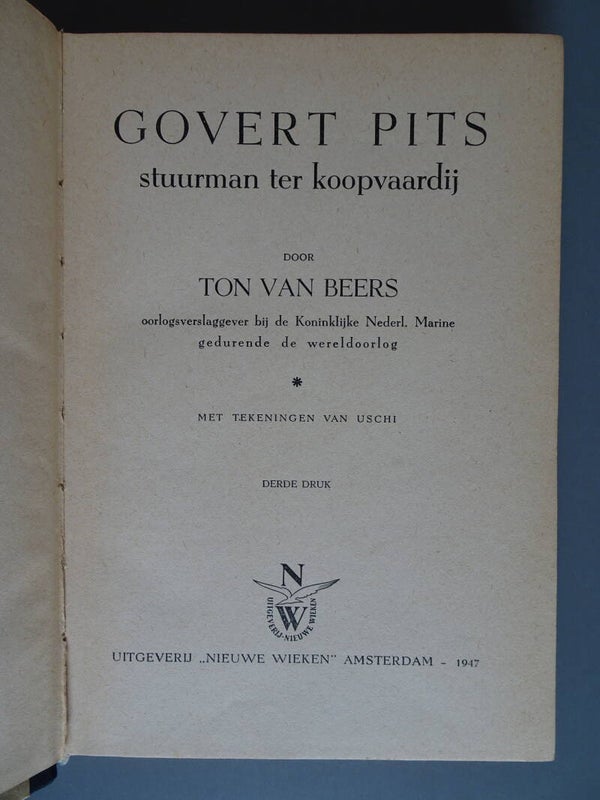 GOVERT PITS
stuurman ter koopvaardij
DOOR
TON VAN BEERS
oorlogsverslaggever bij de Koninklijke Nederl. Marine
gedurende de wereldoorlog
*
MET TEKENINGEN VAN USCHI
DERDE DRUK
N
W
UITGEVERIJ-NIEUWE WIEKEN
UITGEVERIJ „NIEUWE WIEKEN” AMSTERDAM - 1947